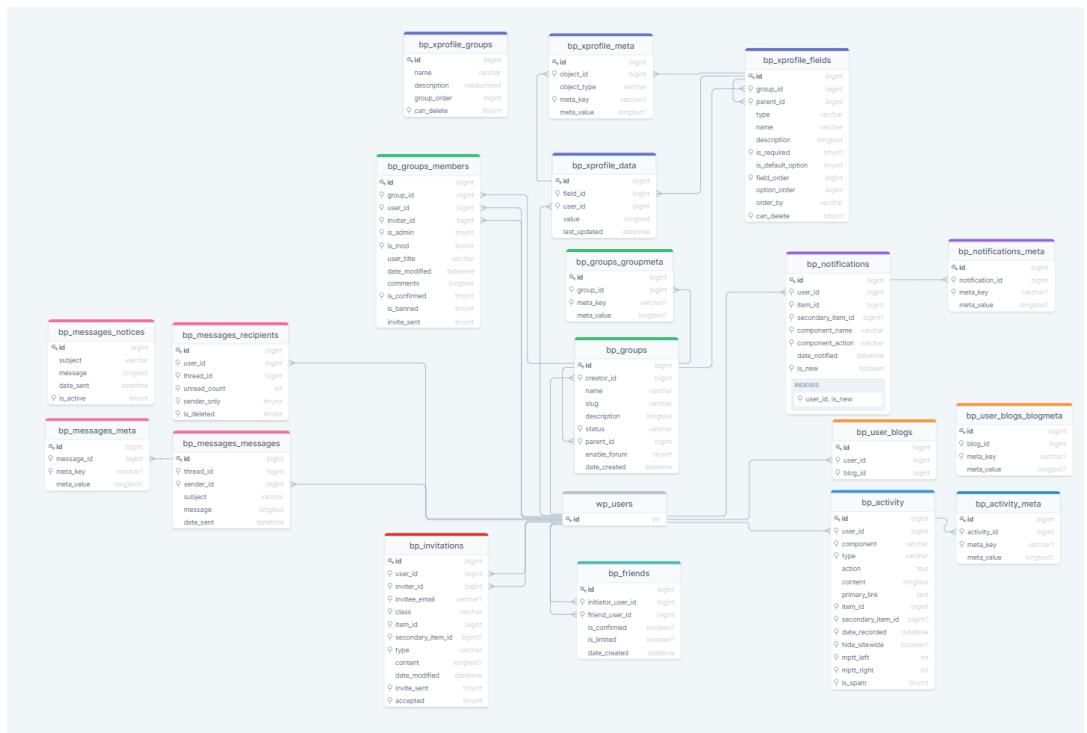 bp_xprofile_groups
id bigint
name varchar
description mediumtext
group_order bigint
can_delete tinyint
bp_xprofile_meta
id bigint
object_id bigint
object_type varchar
meta_key varchar?
meta_value longtext?
bp_xprofile_fields
id bigint
group_id bigint
parent_id bigint
type varchar
name varchar
description longtext
is_required tinyint
is_default_option tinyint
field_order bigint
option_order bigint
order_by varchar
can_delete tinyint
bp_groups_members
id bigint
group_id bigint
user_id bigint
inviter_id bigint
is_admin tinyint
is_mod tinyint
user_title varchar
date_modified datetime
comments longtext
is_confirmed tinyint
is_banned tinyint
invite_sent tinyint
bp_xprofile_data
id bigint
field_id bigint
user_id bigint
value longtext
last_updated datetime
bp_groups_groupmeta
id bigint
group_id bigint
meta_key varchar?
meta_value longtext?
bp_notifications
id bigint
user_id bigint
item_id bigint
secondary_item_id bigint?
component_name varchar
component_action varchar
date_notified datetime
is_new boolean
INDEXES
user_id, is_new
bp_notifications_meta
id bigint
notification_id bigint
meta_key varchar?
meta_value longtext?
bp_messages_notices
id bigint
subject varchar
message longtext
date_sent datetime
is_active tinyint
bp_messages_recipients
id bigint
user_id bigint
thread_id bigint
unread_count int
sender_only tinyint
is_deleted tinyint
bp_groups
id bigint
creator_id bigint
name varchar
slug varchar
description longtext
status varchar
parent_id bigint
enable_forum tinyint
date_created datetime
bp_messages_meta
id bigint
message_id bigint
meta_key varchar?
meta_value longtext?
bp_messages_messages
id bigint
thread_id bigint
sender_id bigint
subject varchar
message longtext
date_sent datetime
bp_user_blogs
id bigint
user_id bigint
blog_id bigint
bp_user_blogs_blogmeta
id bigint
blog_id bigint
meta_key varchar?
meta_value longtext?
wp_users
id int
bp_activity
id bigint
user_id bigint
component varchar
type varchar
action text
content longtext
primary_link text
item_id bigint
secondary_item_id bigint?
date_recorded datetime
hide_sitewide boolean?
mptt_left int
mptt_right int
is_spam tinyint
bp_activity_meta
id bigint
activity_id bigint
meta_key varchar?
meta_value longtext?
bp_invitations
id bigint
user_id bigint
inviter_id bigint
invitee_email varchar?
class varchar
item_id bigint
secondary_item_id bigint?
type varchar
content longtext?
date_modified datetime
invite_sent tinyint
accepted tinyint
bp_friends
id bigint
initiator_user_id bigint
friend_user_id bigint
is_confirmed boolean?
is_limited boolean?
date_created datetime